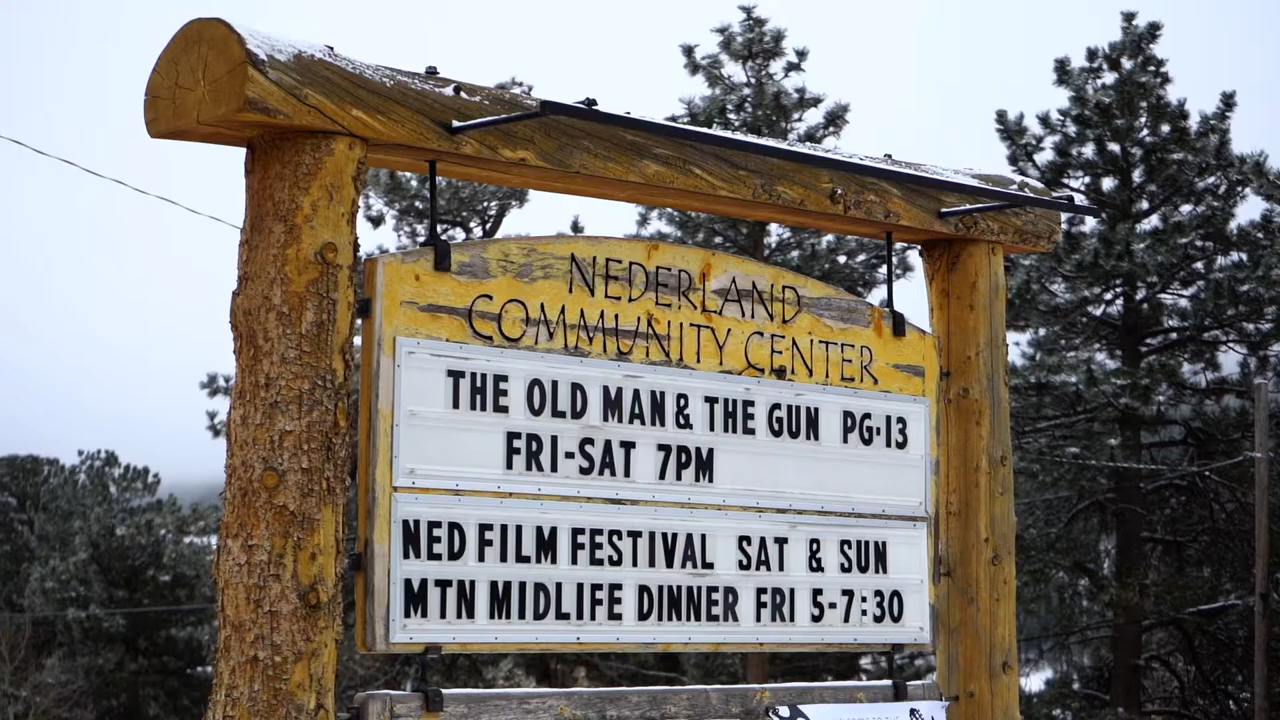 NEDERLAND
COMMUNITY CENTER
THE OLD MAN & THE GUN PG-13
FRI-SAT 7PM
NED FILM FESTIVAL SAT & SUN
MTN MIDLIFE DINNER FRI 5-7:30